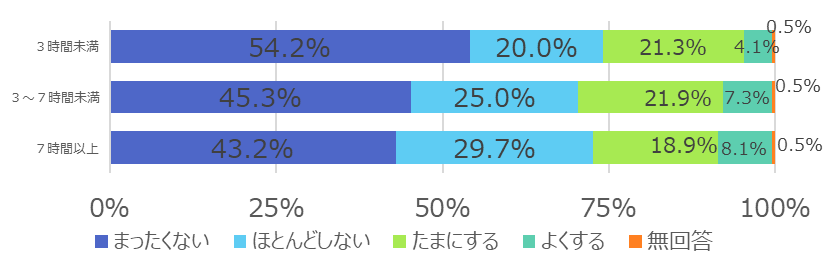 3時間未満 54.2% 20.0% 21.3% 4.1% 0.5%
3～7時間未満 45.3% 25.0% 21.9% 7.3% 0.5%
7時間以上 43.2% 29.7% 18.9% 8.1% 0.5%
0% 25% 50% 75% 100%
まったくない ほとんどしない たまにする よくする 無回答